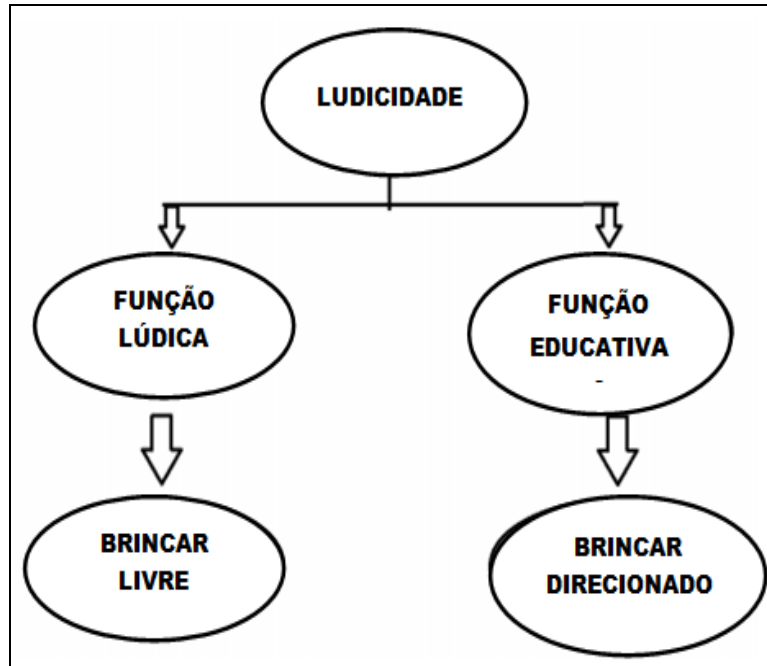 LUDICIDADE
FUNÇÃO
LÚDICA
FUNÇÃO
EDUCATIVA
-
BRINCAR
LIVRE
BRINCAR
DIRECIONADO